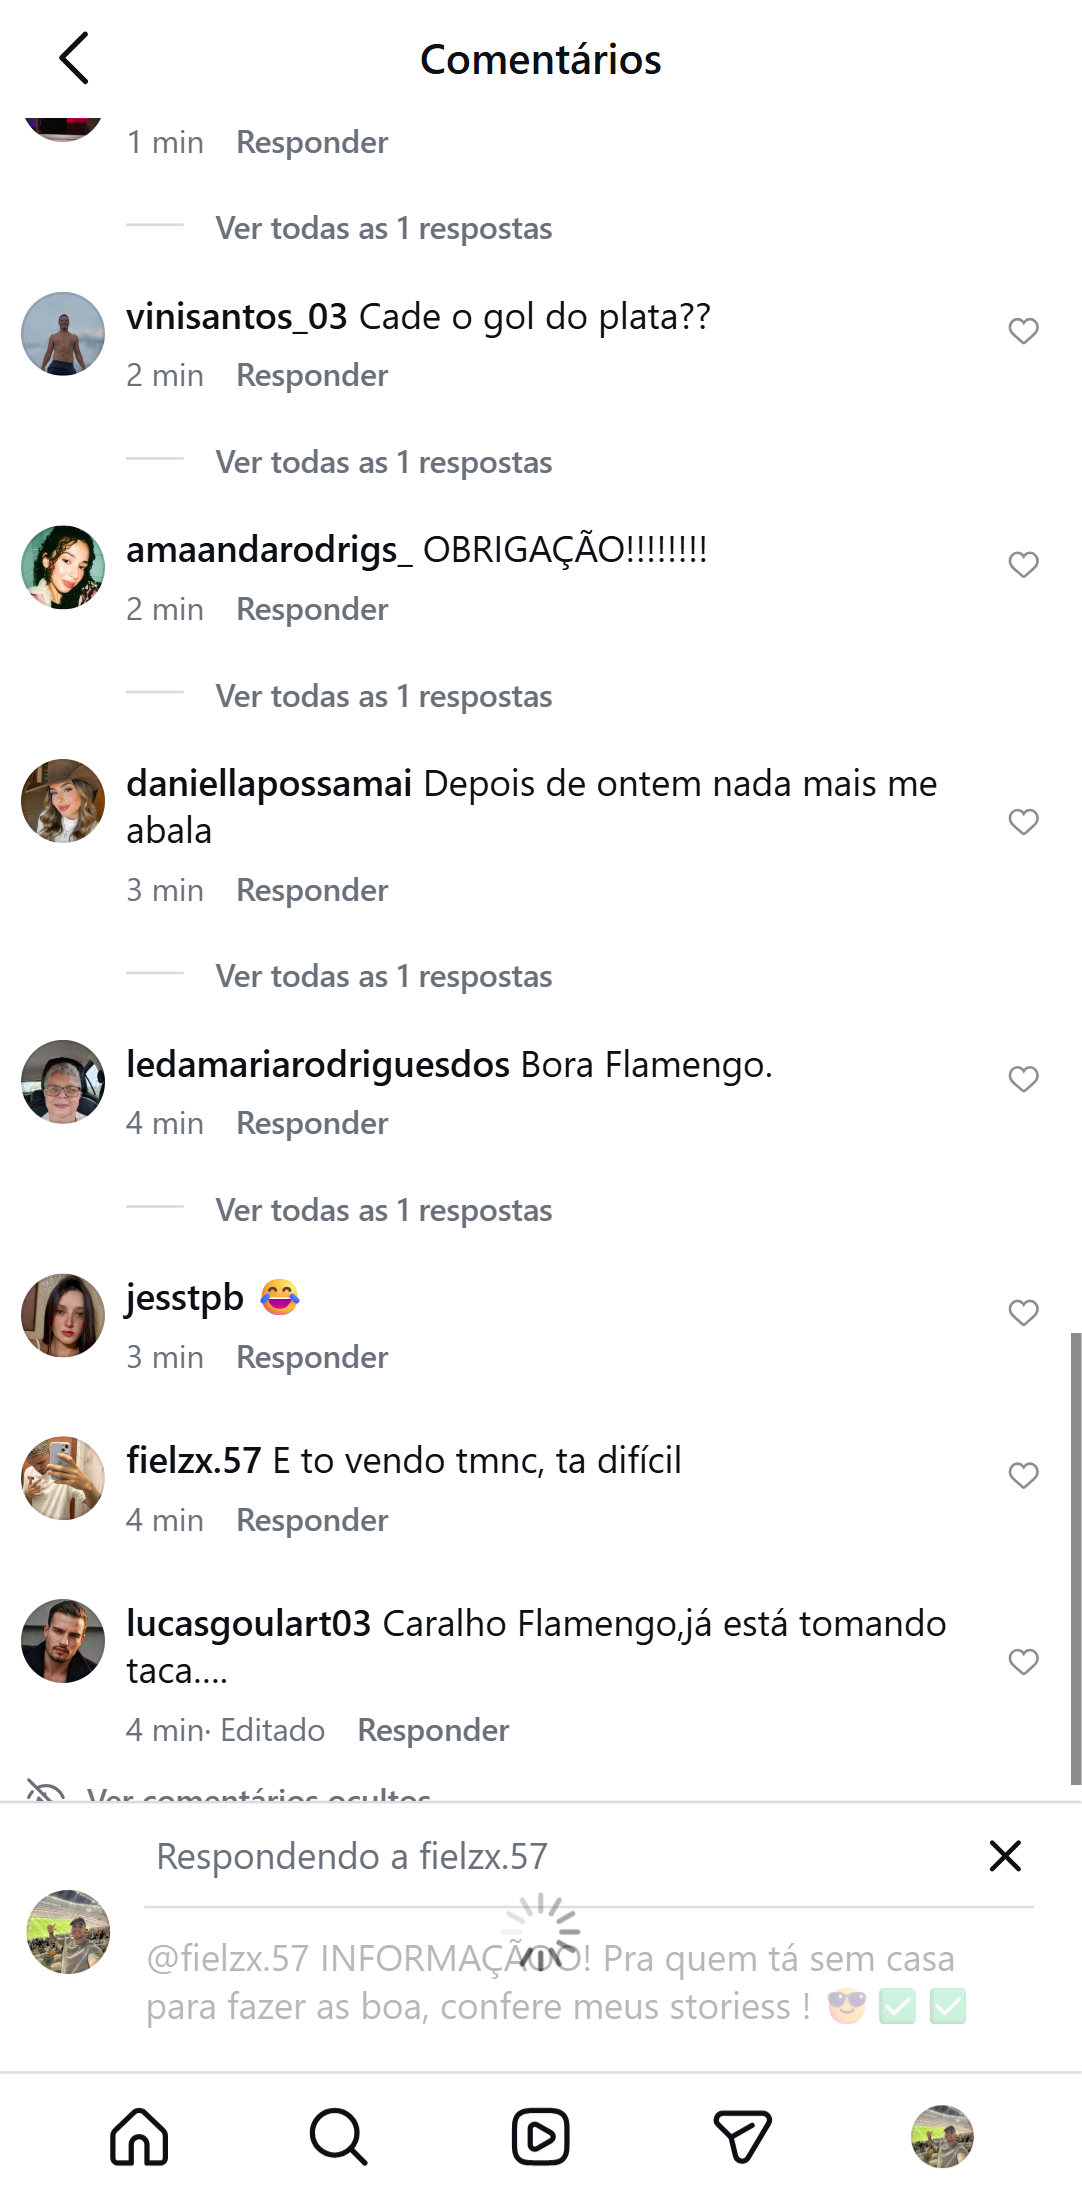 Comentários
1 min Responder
Ver todas as 1 respostas
vinisantos_03 Cade o gol do plata??
2 min Responder
Ver todas as 1 respostas
amaandarodrigs_ OBRIGAÇÃO!!!!!!!!
2 min Responder
Ver todas as 1 respostas
daniellapossamai Depois de ontem nada mais me
abala
3 min Responder
Ver todas as 1 respostas
ledamariarodriguesdos Bora Flamengo.
4 min Responder
Ver todas as 1 respostas
jesstpb 😂
3 min Responder
fielzx.57 E to vendo tmnc, ta difícil
4 min Responder
lucasgoulart03 Caralho Flamengo,já está tomando
taca....
4 min· Editado Responder
Ver comentários ocultos
Respondendo a fielzx.57
@fielzx.57 INFORMAÇÃOO! Pra quem tá sem casa
para fazer as boa, confere meus storiess ! 😎 ✅ ✅